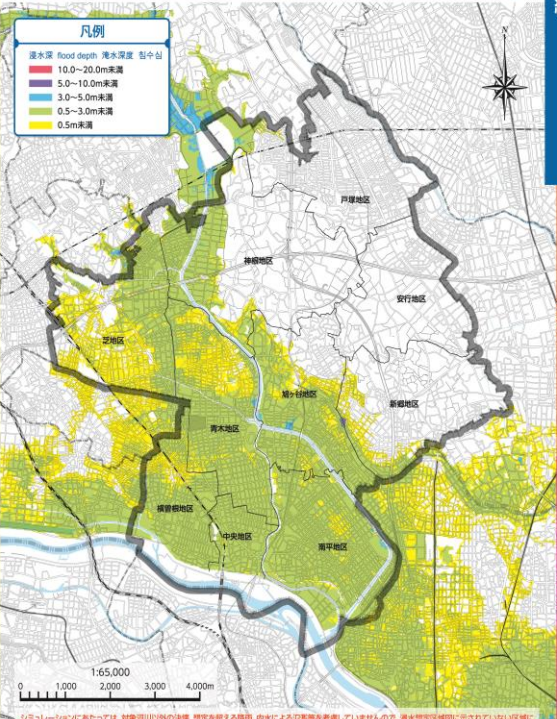 凡例
浸水深 flood depth 淹水深度 침수심
10.0～20.0m未満
5.0～10.0m未満
3.0～5.0m未満
0.5～3.0m未満
0.5m未満
N
戸塚地区
神根地区
安行地区
芝地区
鳩ヶ谷地区
新郷地区
青木地区
横曽根地区
中央地区
南平地区
1:65,000
0 1,000 2,000 3,000 4,000m